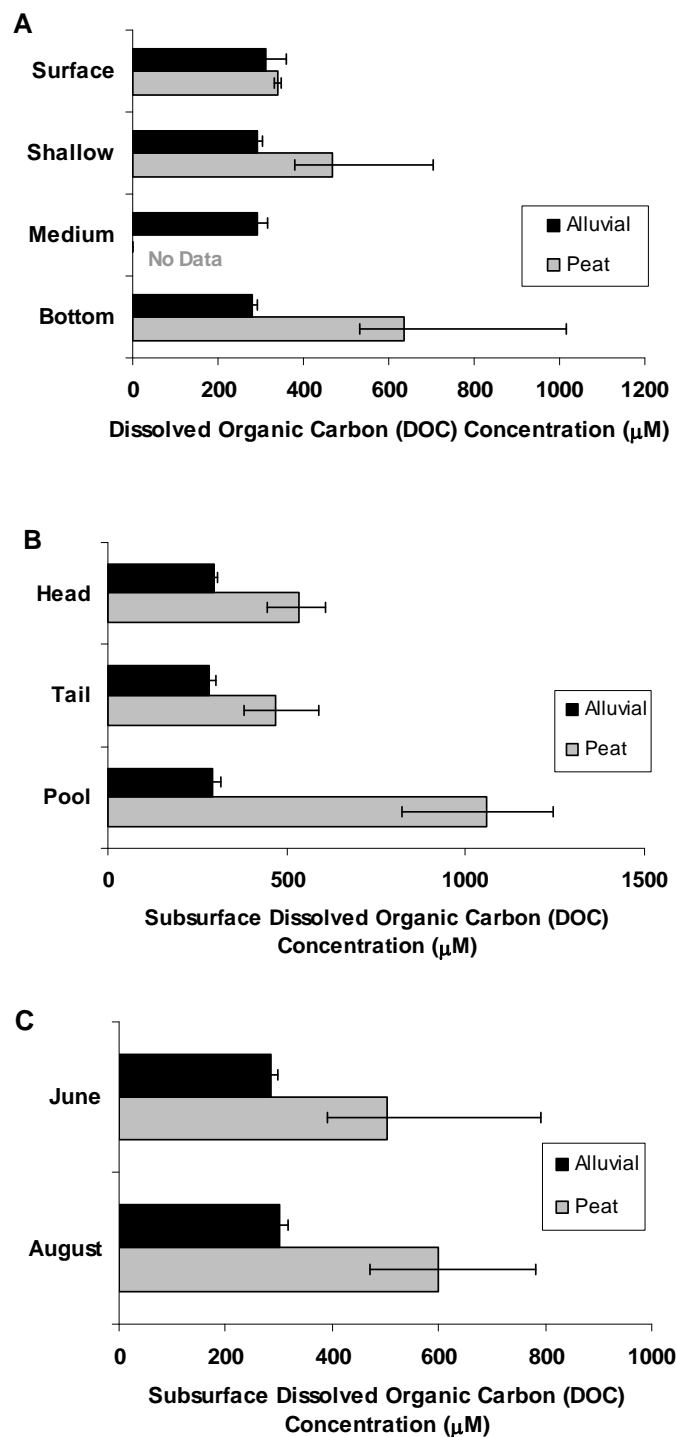 A
Surface
Shallow
Medium
No Data
Bottom
Alluvial
Peat
0 200 400 600 800 1000 1200
Dissolved Organic Carbon (DOC) Concentration (μM)
B
Head
Tail
Pool
Alluvial
Peat
0 500 1000 1500
Subsurface Dissolved Organic Carbon (DOC)
Concentration (μM)
C
June
August
Alluvial
Peat
0 200 400 600 800 1000
Subsurface Dissolved Organic Carbon (DOC)
Concentration (μM)